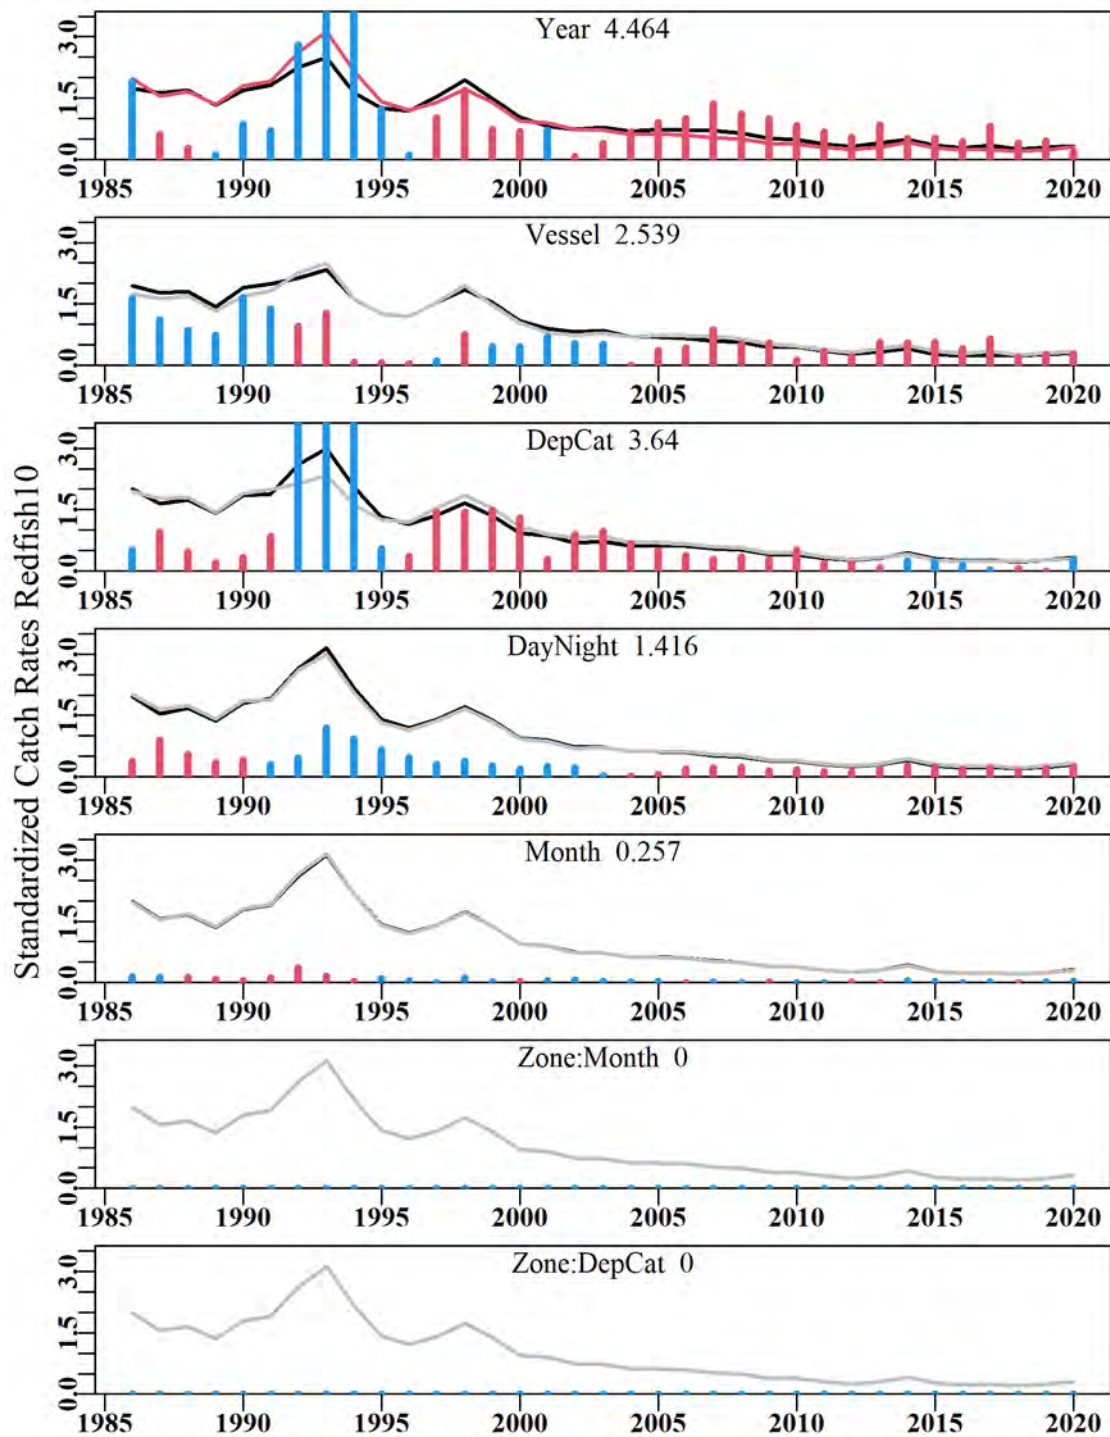 Standardized Catch Rates Redfish10
Year 4.464
3.0
1.5
0.0
1985 1990 1995 2000 2005 2010 2015 2020
Vessel 2.539
3.0
1.5
0.0
1985 1990 1995 2000 2005 2010 2015 2020
DepCat 3.64
3.0
1.5
0.0
1985 1990 1995 2000 2005 2010 2015 2020
DayNight 1.416
3.0
1.5
0.0
1985 1990 1995 2000 2005 2010 2015 2020
Month 0.257
3.0
1.5
0.0
1985 1990 1995 2000 2005 2010 2015 2020
Zone:Month 0
3.0
1.5
0.0
1985 1990 1995 2000 2005 2010 2015 2020
Zone:DepCat 0
3.0
1.5
0.0
1985 1990 1995 2000 2005 2010 2015 2020